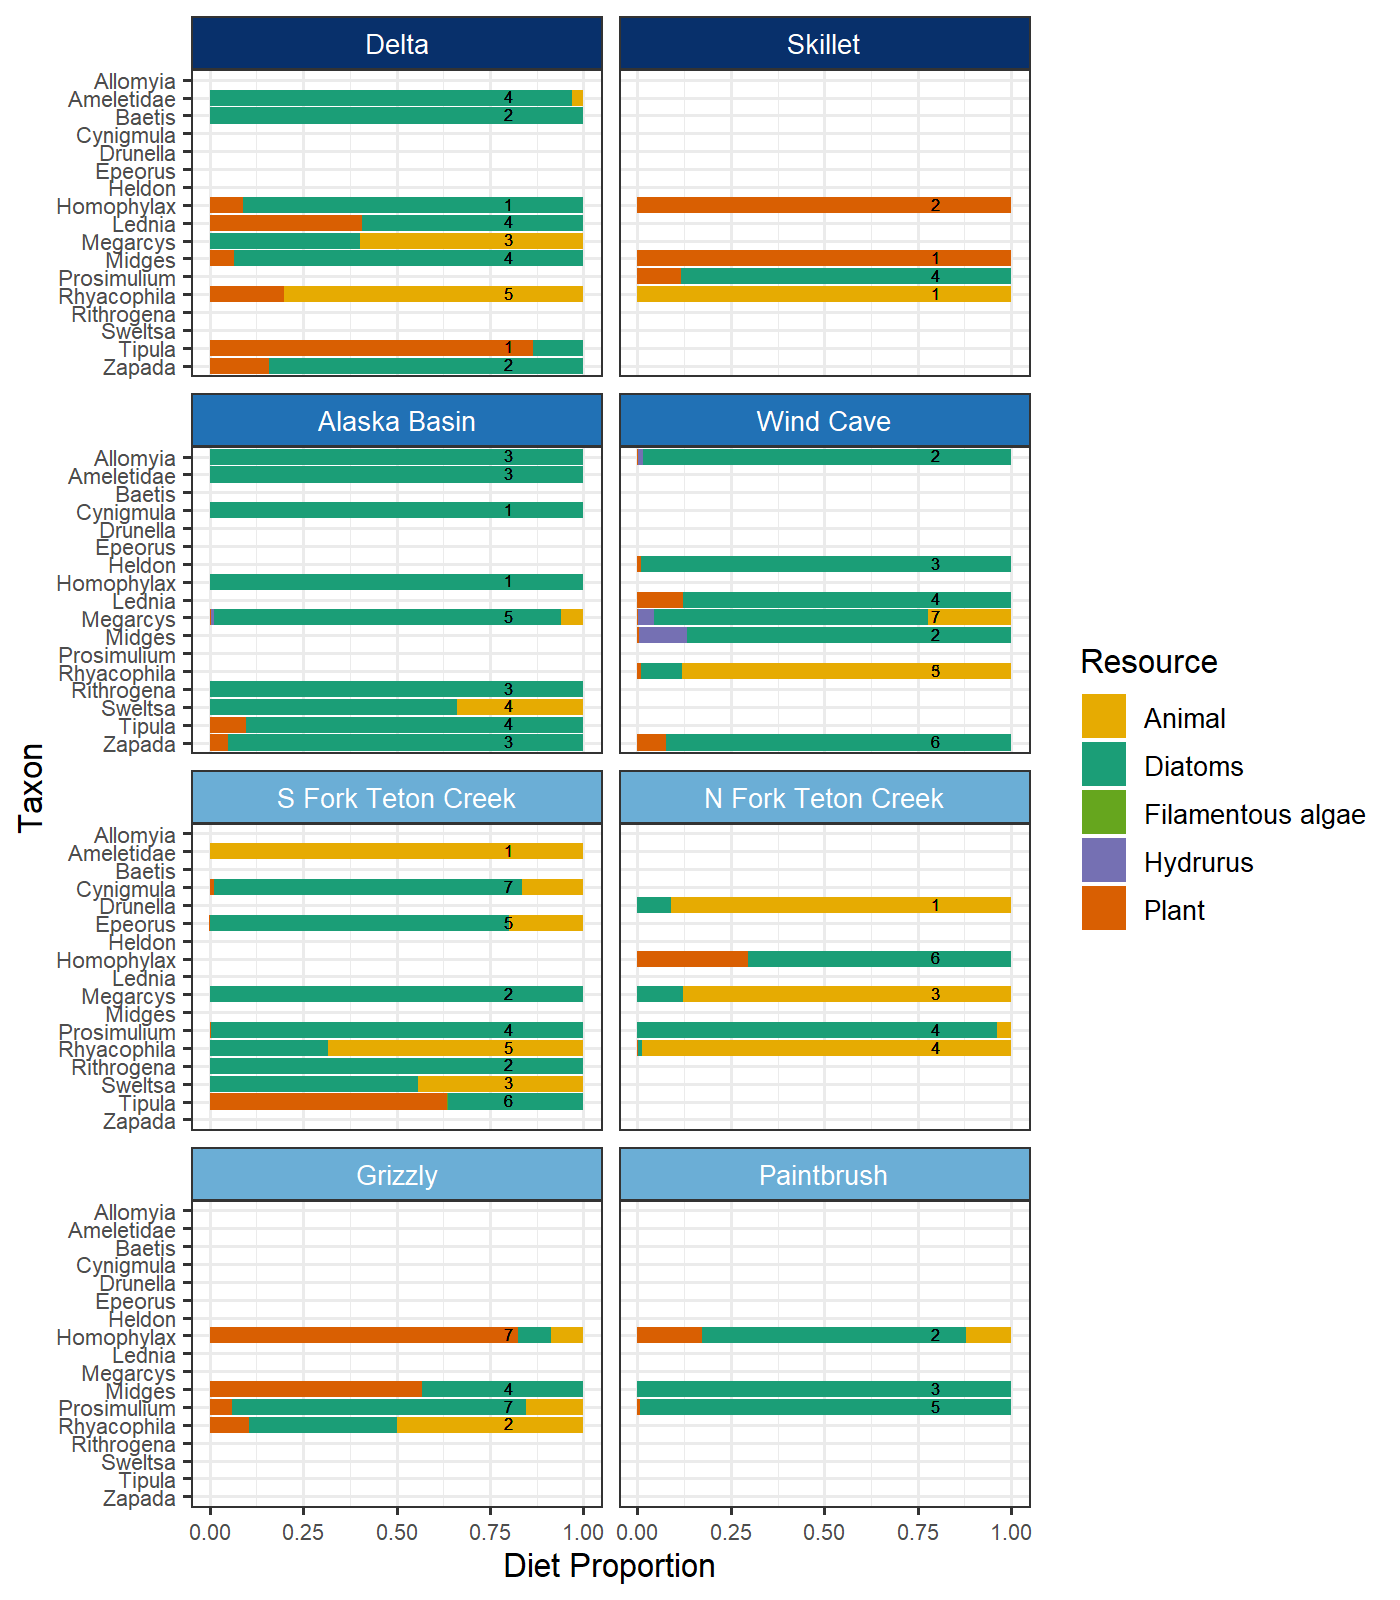 Delta
Skillet
Allomyia
Ameletidae 4
Baetis 2
Cynigmula
Drunella
Epeorus
Heldon
Homophylax 1 2
Lednia 4
Megarcys 3
Midges 4 1
Prosimulium 4
Rhyacophila 5 1
Rithrogena
Sweltsa
Tipula 1
Zapada 2
Alaska Basin
Wind Cave
Allomyia 3 2
Ameletidae 3
Baetis
Cynigmula 1
Drunella
Epeorus
Heldon 3
Homophylax 1
Lednia 4
Megarcys 5 7
Midges 2
Prosimulium
Rhyacophila
Rithrogena 3
Sweltsa 4
Tipula 4
Zapada 3 6
S Fork Teton Creek
N Fork Teton Creek
Allomyia
Ameletidae 1
Baetis
Cynigmula 7
Drunella 1
Epeorus 5
Heldon
Homophylax 6
Lednia
Megarcys 2 3
Midges
Prosimulium 4 4
Rhyacophila 5 4
Rithrogena 2
Sweltsa 3
Tipula 6
Zapada
Grizzly
Paintbrush
Allomyia
Ameletidae
Baetis
Cynigmula
Drunella
Epeorus
Heldon
Homophylax 7 2
Lednia
Megarcys
Midges 4 3
Prosimulium 7 5
Rhyacophila 2
Rithrogena
Sweltsa
Tipula
Zapada
0.00 0.25 0.50 0.75 1.00 0.00 0.25 0.50 0.75 1.00
Diet Proportion
Taxon
Resource
Animal
Diatoms
Filamentous algae
Hydrurus
Plant